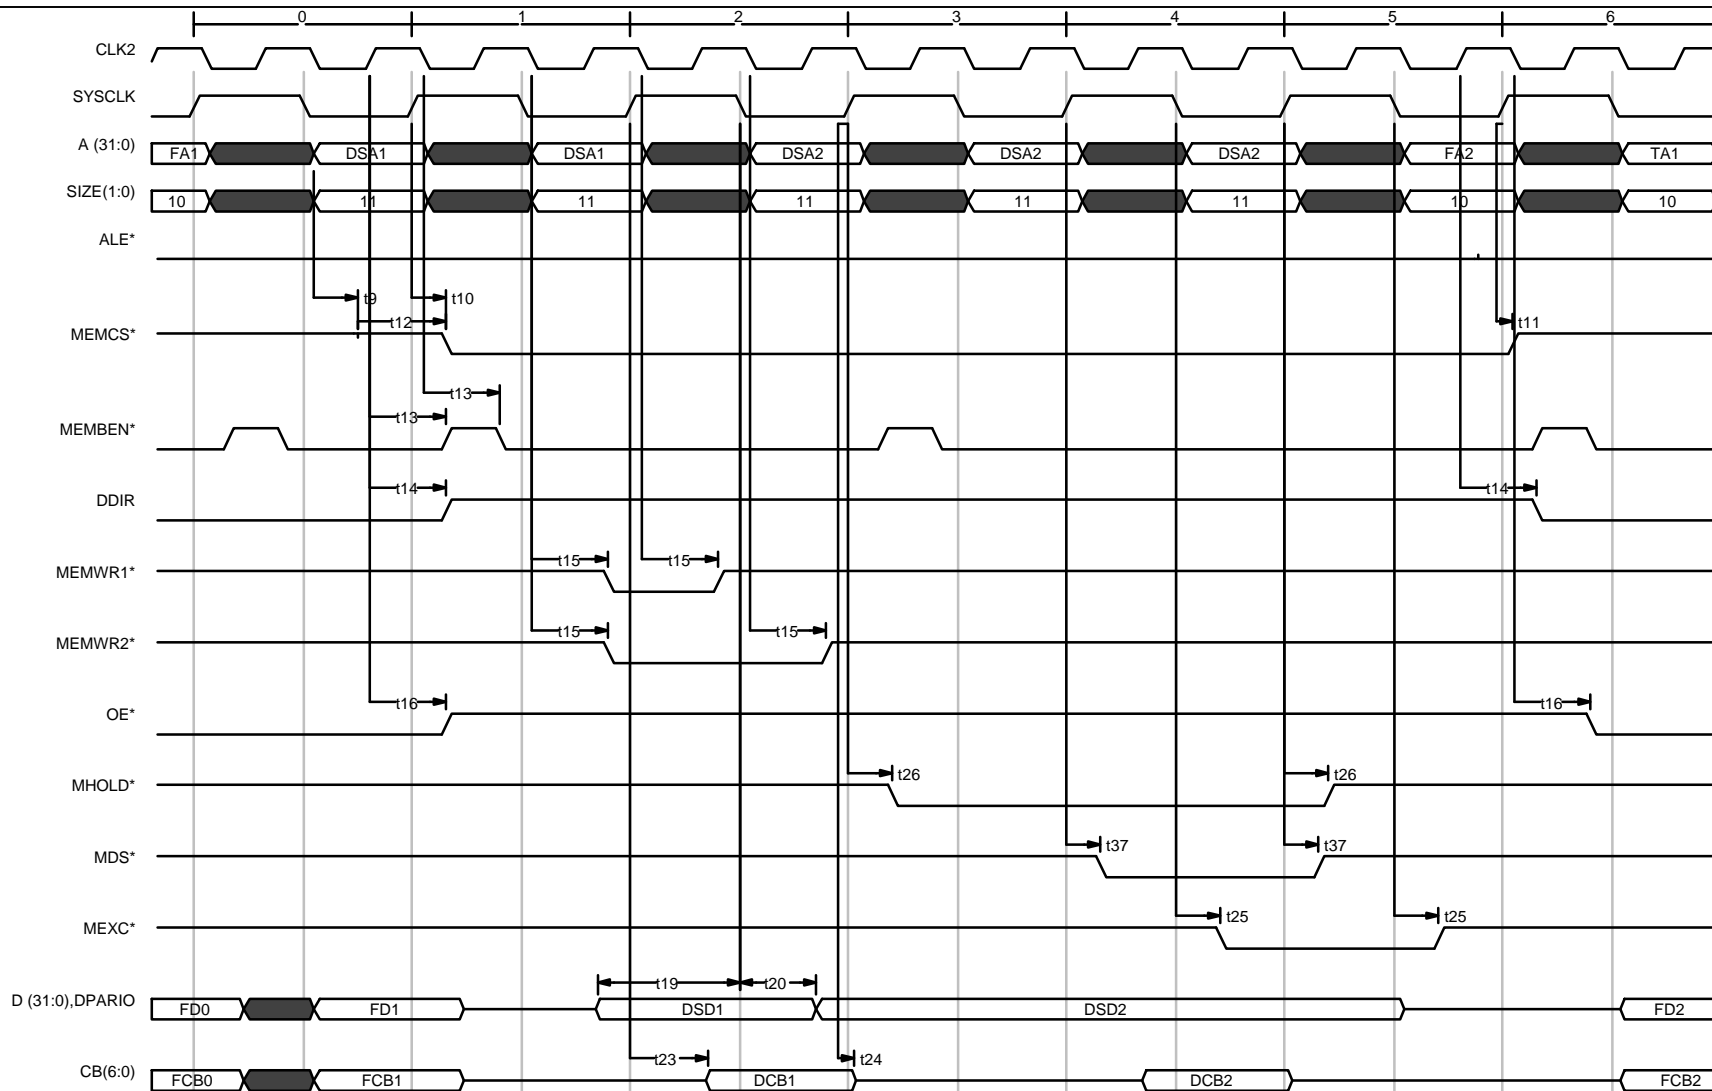 0 1 2 3 4 5 6
CLK2
SYSCLK
A (31:0) FA1 DSA1 DSA1 DSA2 DSA2 DSA2 FA2 TA1
SIZE(1:0) 10 11 11 11 11 11 10 10
ALE*
t9 t10
t12 t11
MEMCS*
t13
t13
MEMBEN*
t14 t14
DDIR
t15 t15
MEMWR1*
t15 t15
MEMWR2*
t16 t16
OE*
t26 t26
MHOLD*
t37 t37
MDS*
t25 t25
MEXC*
t19 t20
D (31:0),DPARIO FD0 FD1 DSD1 DSD2 FD2
t23 t24
CB(6:0) FCB0 FCB1 DCB1 DCB2 FCB2